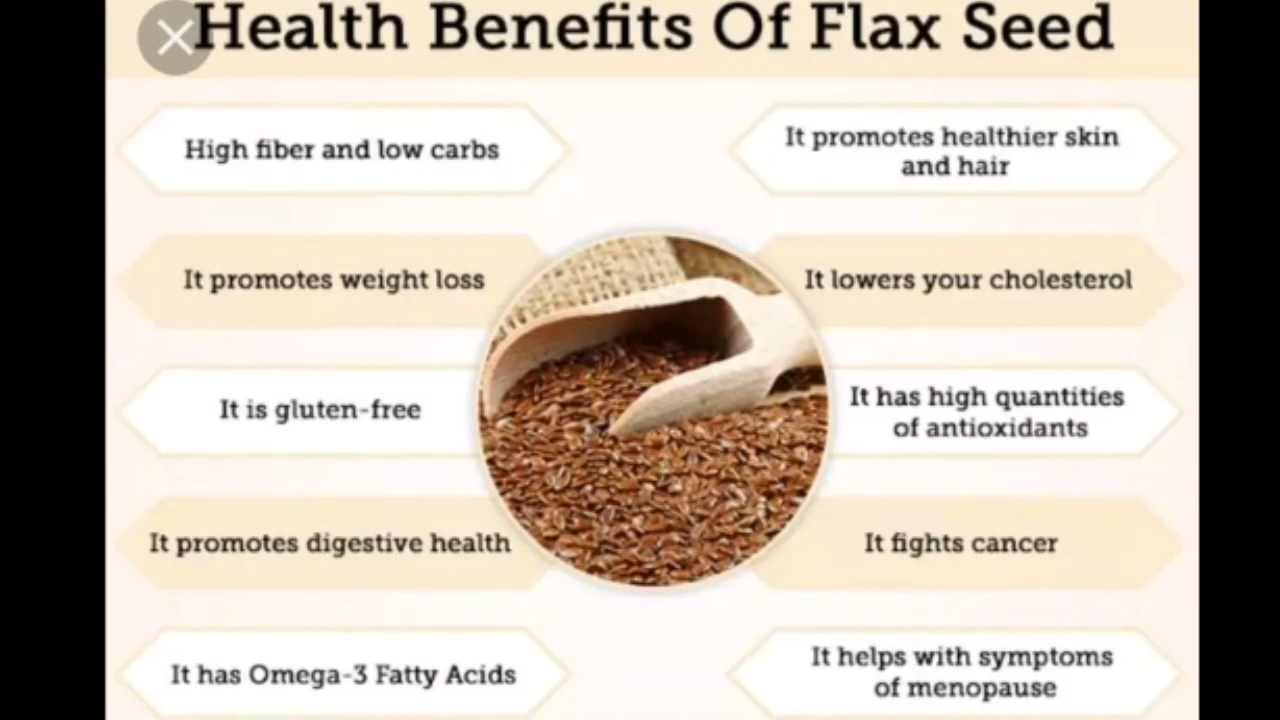 Health Benefits Of Flax Seed
High fiber and low carbs
It promotes weight loss
It is gluten-free
It promotes digestive health
It has Omega-3 Fatty Acids
It promotes healthier skin
and hair
It lowers your cholesterol
It has high quantities
of antioxidants
It fights cancer
It helps with symptoms
of menopause